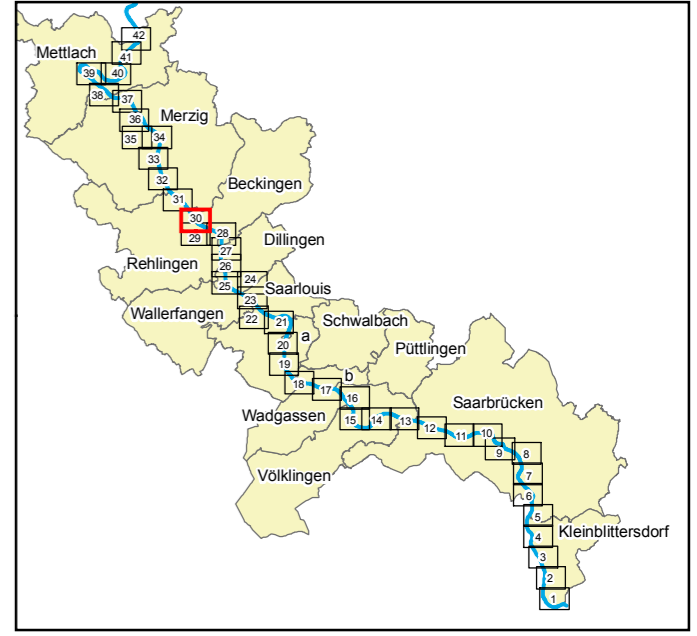 42
Mettlach
41
39
40
38
37
Merzig
36
35
34
33
32
Beckingen
31
30
28
29
Dillingen
27
Rehlingen
26
24
25
Saarlouis
23
Wallerfangen
22
21
Schwalbach
a
20
Püttlingen
19
b
18
17
16
Saarbrücken
Wadgassen
15
14
13
12
11
10
9
8
Völklingen
7
6
5
Kleinblittersdorf
4
3
2
1